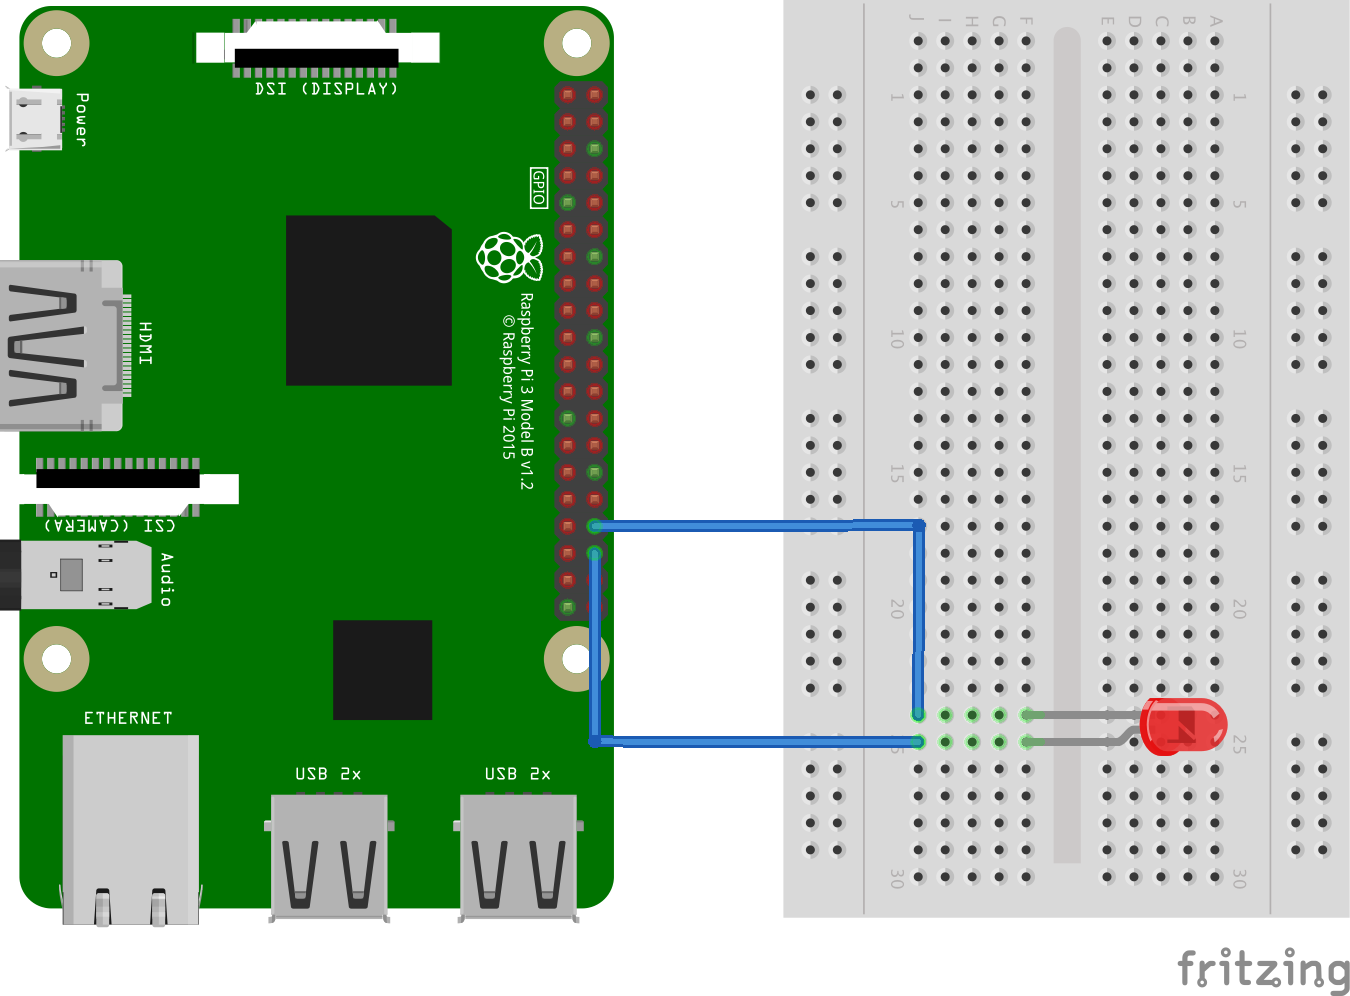 DSI (DISPLAY)
Power
GPIO
HDMI
Raspberry Pi 3 Model B v1.2
© Raspberry Pi 2015
CSI (CAMERA)
Audio
ETHERNET
USB 2x
USB 2x
J I H G F E D C B A
1 1
5 5
10 10
15 15
20 20
25 25
30 30
fritzing